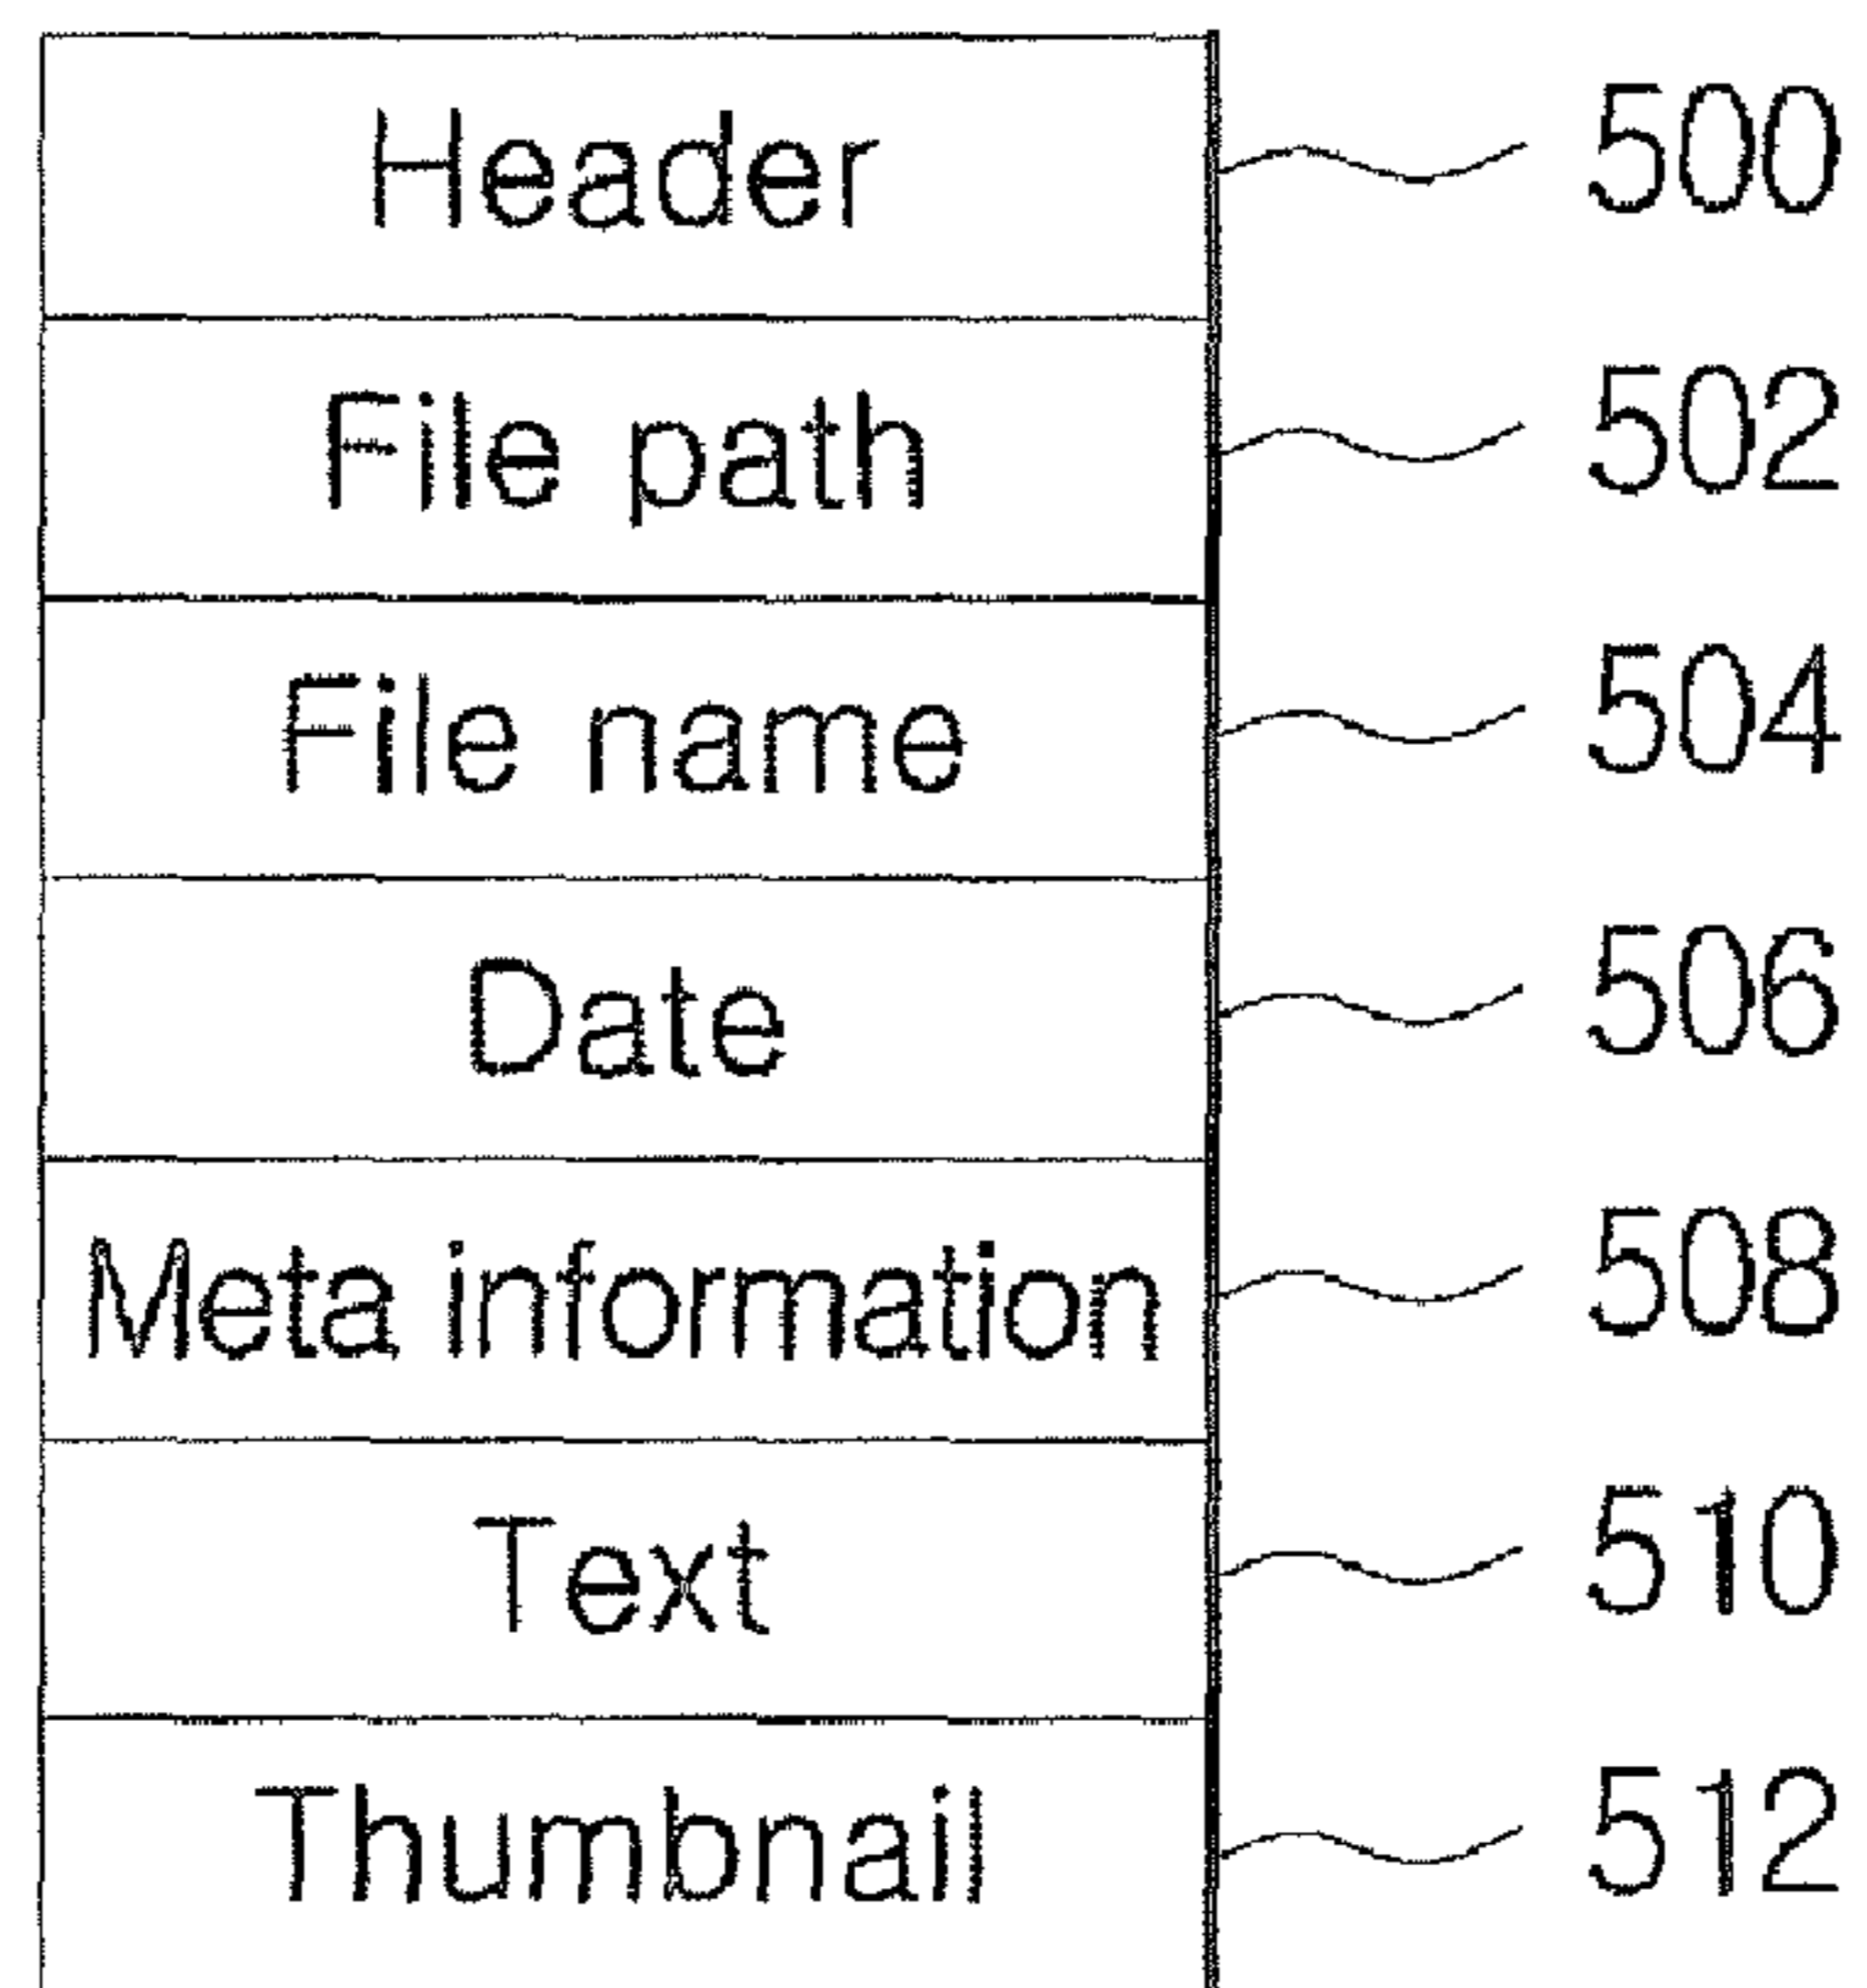 Header 500
File path 502
File name 504
Date 506
Meta information 508
Text 510
Thumbnail 512